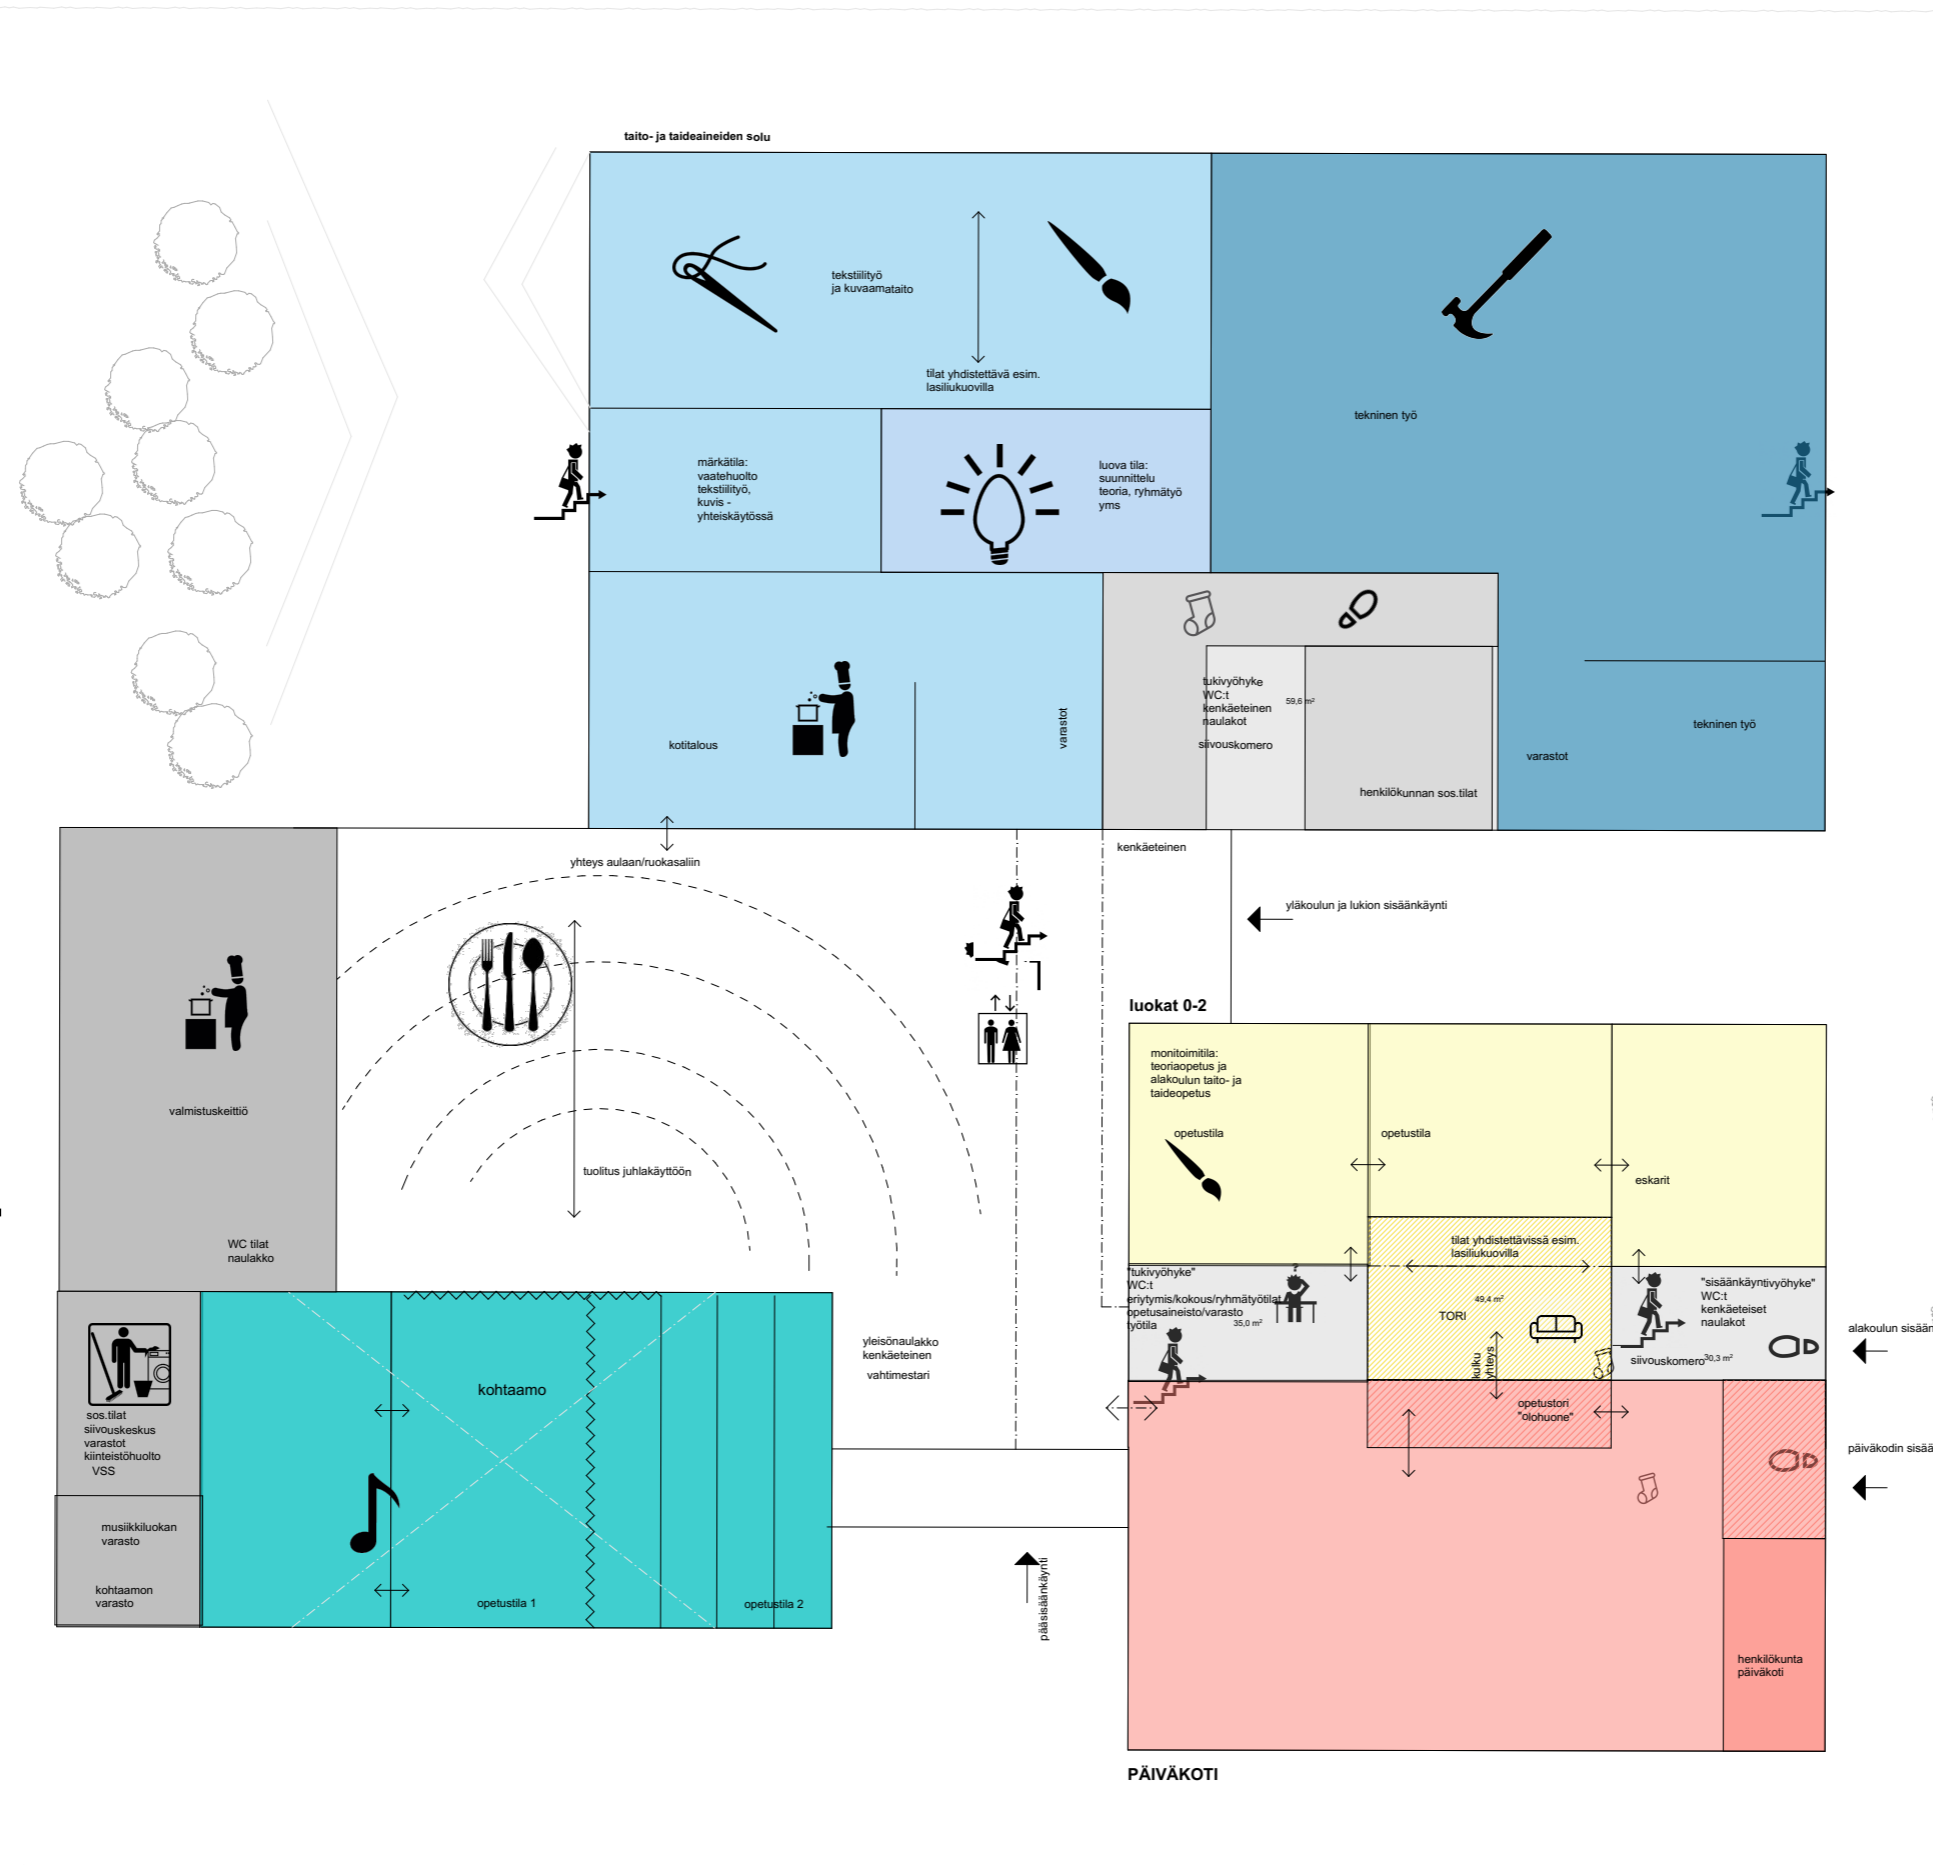 taito- ja taideaineiden solu
tekstiilityö
ja kuvaamataito
tilat yhdistettävä esim.
lasiliukuovilla
tekninen työ
märkätila:
vaatehuolto
tekstiilityö,
kuvis -
yhteiskäytössä
luova tila:
suunnittelu
teoria, ryhmätyö
yms
tukivyöhyke
WC:t
kenkäeteinen
naulakot
59,6 m²
siivouskomero
kotitalous
varastot
henkilökunnan sos.tilat
varastot
tekninen työ
yhteys aulaan/ruokasaliin
kenkäeteinen
yläkoulun ja lukion sisäänkäynti
valmistuskeittiö
WC tilat
naulakko
tuolitus juhlakäyttöön
luokat 0-2
monitoimitila:
teoriaopetus ja
alakoulun taito- ja
taideopetus
opetustila
opetustila
eskarit
tilat yhdistettävissä esim.
lasiliukuovilla
"tukivyöhyke"
WC:t
eriytymis/kokous/ryhmätyötilat
opetusaineisto/varasto
työtila
35,0 m²
?
49,4 m²
TORI
kulku
yhteys
"sisäänkäyntivyöhyke"
WC:t
kenkäeteiset
naulakot
siivouskomero
30,3 m²
alakoulun sisään
opetustori
"olohuone"
päiväkodin sisää
sos.tilat
siivouskeskus
varastot
kiinteistöhuolto
VSS
musiikkiluokan
varasto
kohtaamon
varasto
kohtaamo
opetustila 1
opetustila 2
yleisönaulakko
kenkäeteinen
vahtimestari
pääsisäänkäynti
henkilökunta
päiväkoti
PÄIVÄKOTI